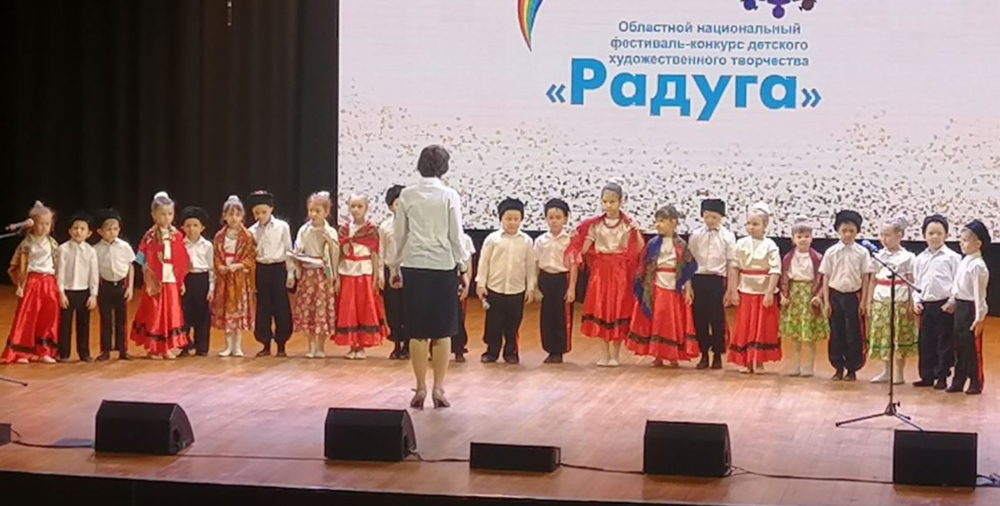 Областной национальный
фестиваль-конкурс детского
художественного творчества
«Радуга»